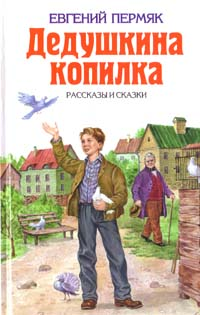 ЕВГЕНИЙ ПЕРМЯК
Дедушкина
копилка
РАССКАЗЫ И СКАЗКИ